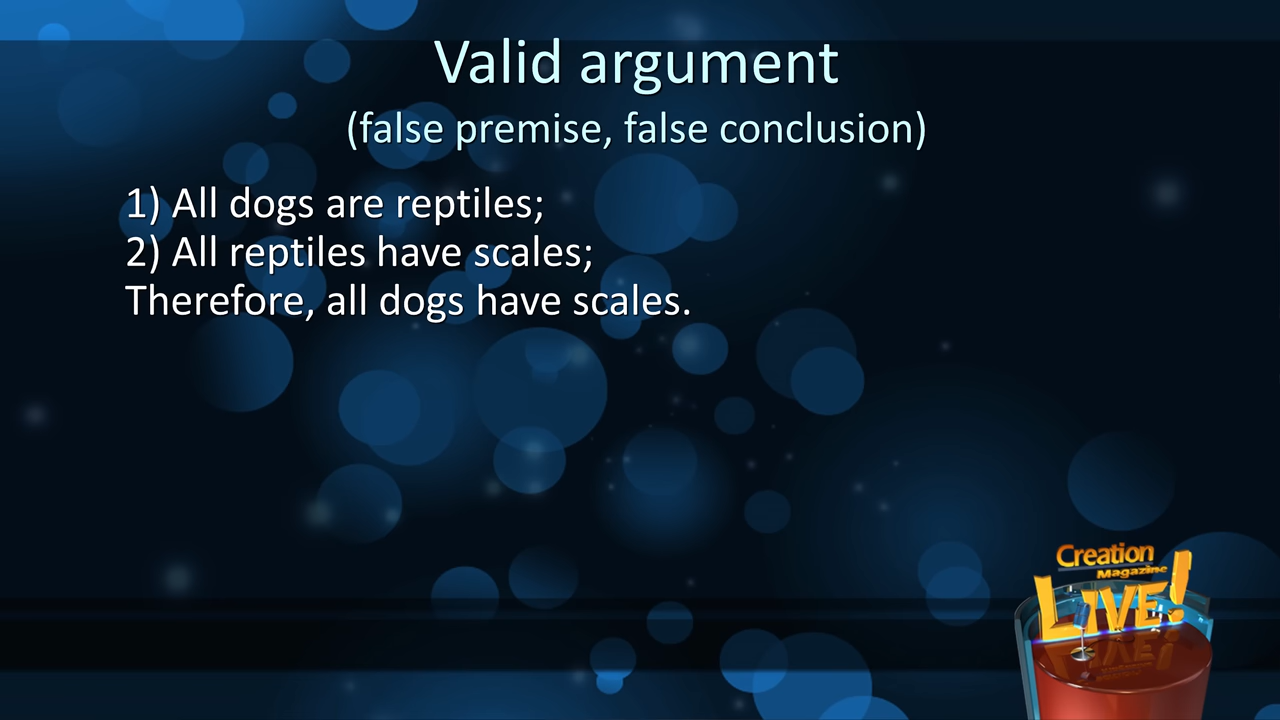 Valid argument
(false premise, false conclusion)
1) All dogs are reptiles;
2) All reptiles have scales;
Therefore, all dogs have scales.
Creation
Magazine
LIVE!